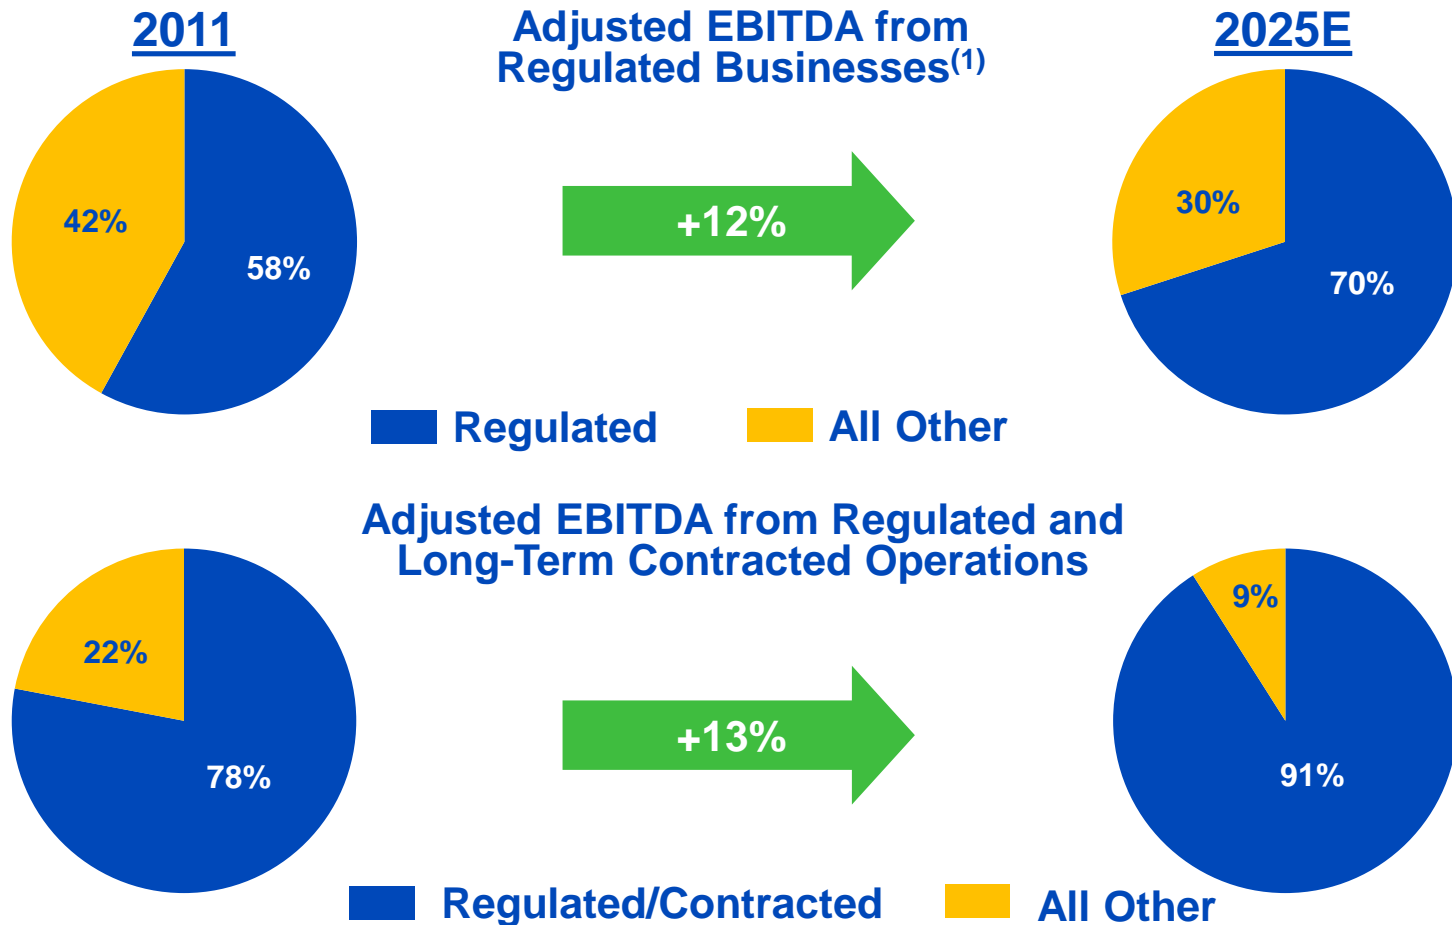 2011
Adjusted EBITDA from
Regulated Businesses(1)
2025E
42%
58%
+12%
30%
70%
Regulated
All Other
Adjusted EBITDA from Regulated and
Long-Term Contracted Operations
22%
78%
+13%
9%
91%
Regulated/Contracted
All Other